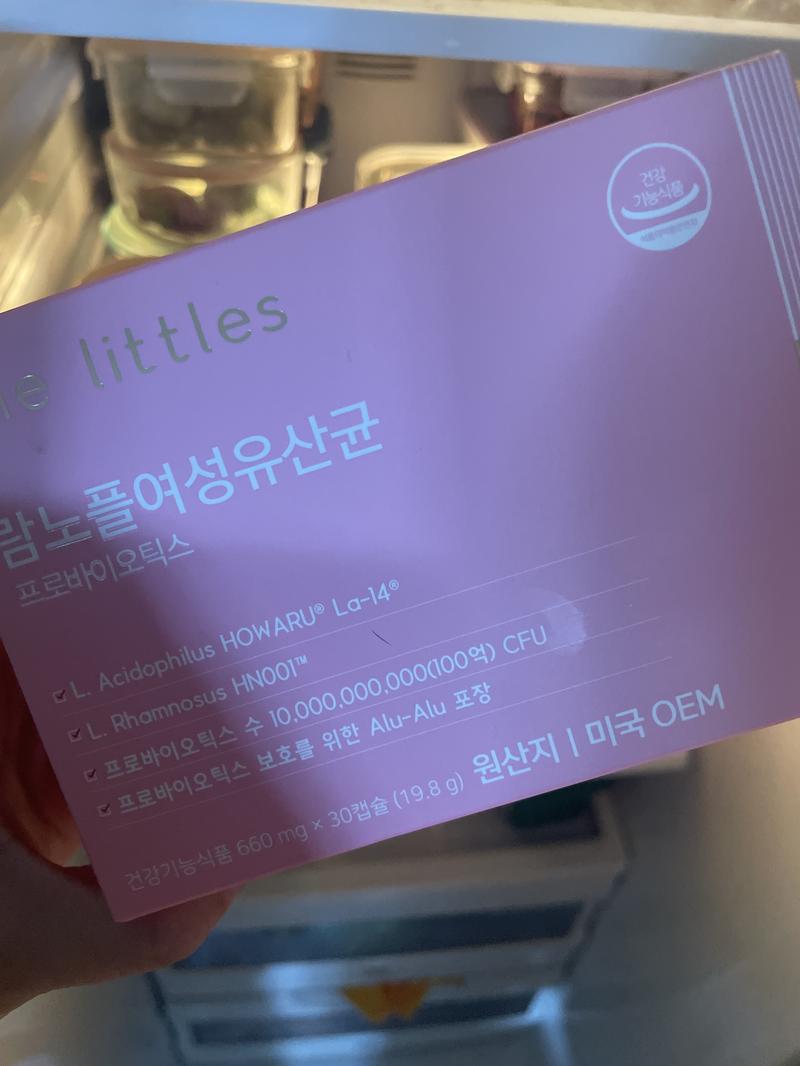 건강
기능식품
littles
람노플여성유산균
프로바이오틱스
L. Acidophilus HOWARU® La-14®
L. Rhamnosus HN001™
프로바이오틱스 수 10,000,000,000(100억) CFU
프로바이오틱스 보호를 위한 Alu-Alu 포장
원산지 | 미국 OEM
건강기능식품 660 mg × 30캡슐 (19.8 g)